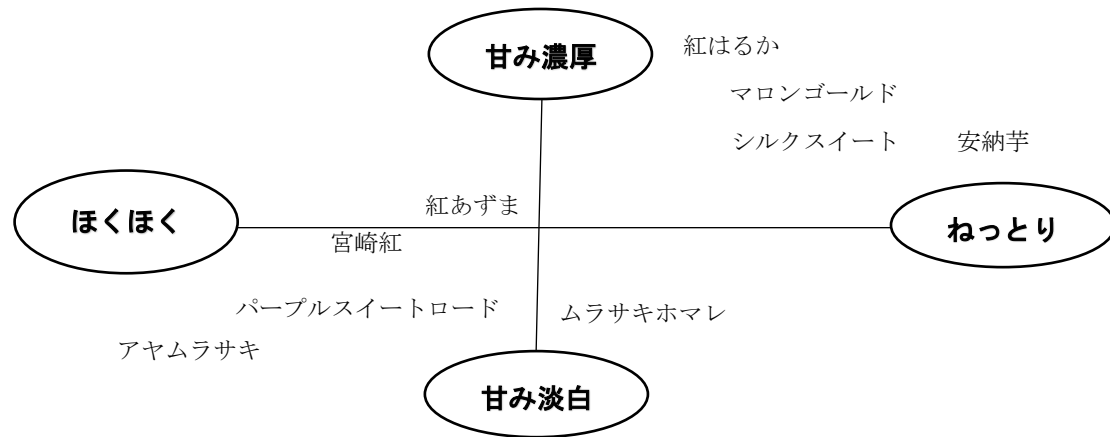 甘み濃厚
紅はるか
マロンゴールド
シルクスイート
安納芋
ほくほく
紅あずま
ねっとり
宮崎紅
パープルスイートロード
ムラサキホマレ
アヤムラサキ
甘み淡白